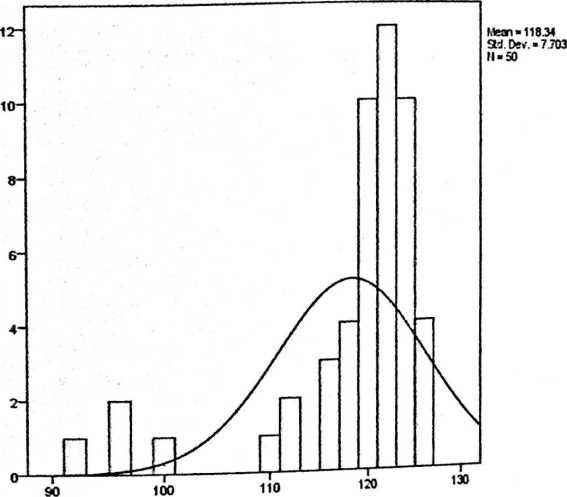 Mean = 118.34
Std. Dev. = 7.703
N = 50
12
10
8
6
4
2
0
90 100 110 120 130